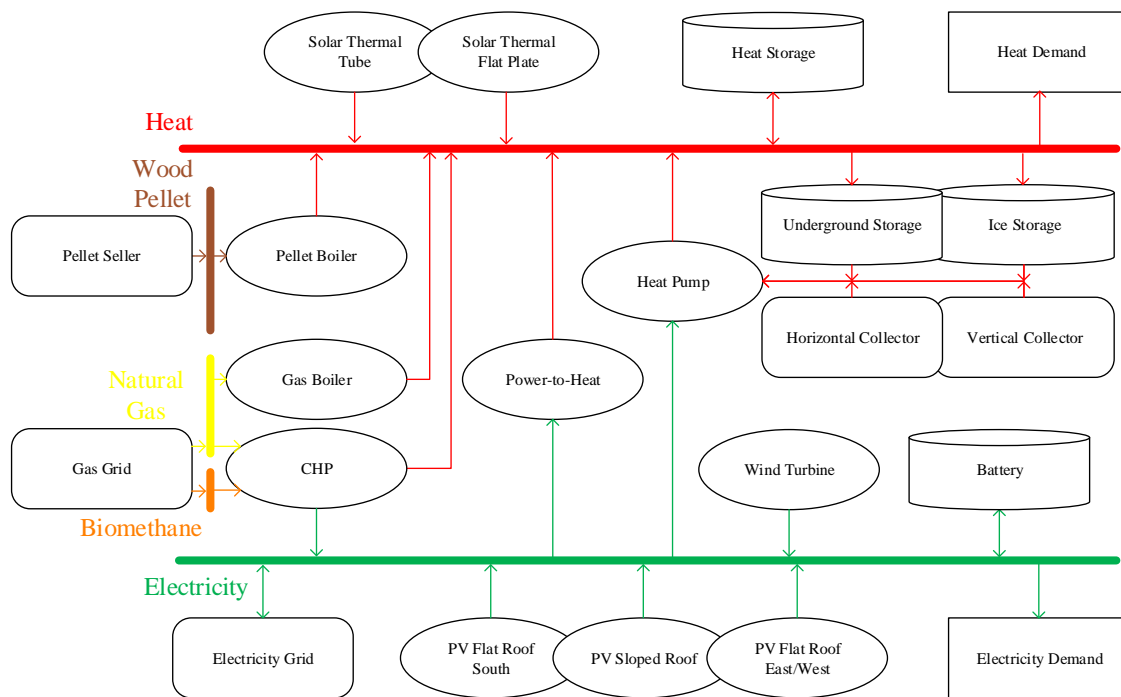 Solar Thermal
Tube
Solar Thermal
Flat Plate
Heat Storage
Heat Demand
Heat
Wood
Pellet
Pellet Seller
Pellet Boiler
Underground Storage
Ice Storage
Heat Pump
Horizontal Collector
Vertical Collector
Natural
Gas
Gas Boiler
Power-to-Heat
Gas Grid
CHP
Wind Turbine
Battery
Biomethane
Electricity
Electricity Grid
PV Flat Roof
South
PV Sloped Roof
PV Flat Roof
East/West
Electricity Demand